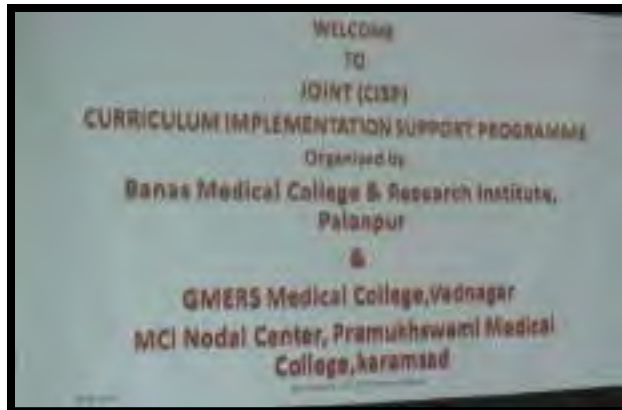 WELCOME
TO
JOINT (CISP)
CURRICULUM IMPLEMENTATION SUPPORT PROGRAMME
Organised by
Banas Medical College & Research Institute,
Palanpur
&
GMERS Medical College,Vadnagar
MCI Nodal Center, Pramukhswami Medical
College,karamsad